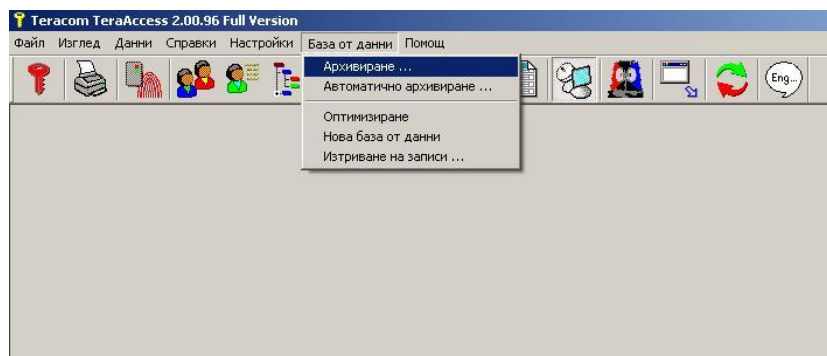 Teracom TeraAccess 2.00.96 Full Version
Файл Изглед Данни Справки Настройки База от данни Помощ
Архивиране ...
Автоматично архивиране ...
Оптимизиране
Нова база от данни
Изтриване на записи ...
Eng...